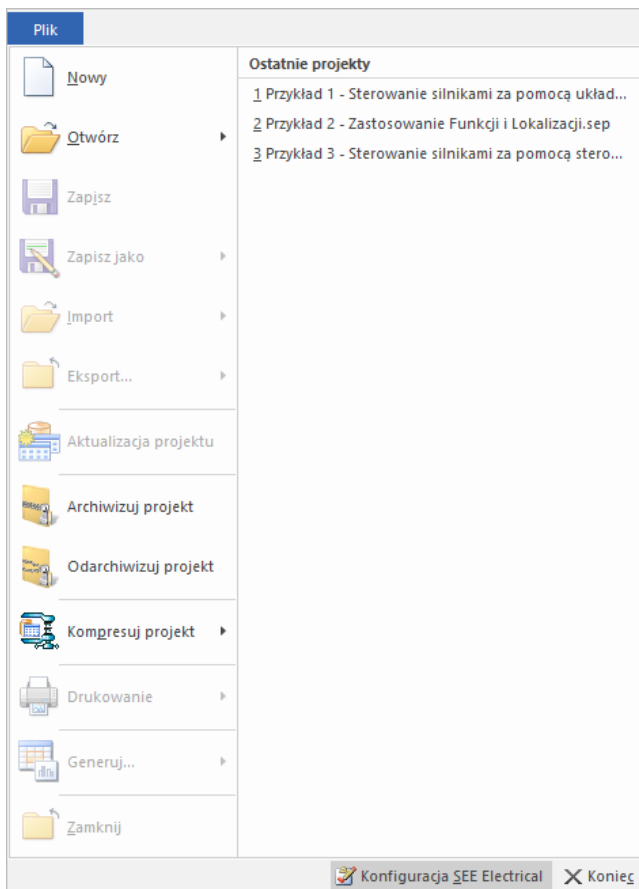 Plik
Nowy
Otwórz
Zapisz
Zapisz jako
Import
Eksport...
Aktualizacja projektu
Archiwizuj projekt
Odarchiwizuj projekt
Kompresuj projekt
Drukowanie
Generuj...
Zamknij
Ostatnie projekty
1 Przykład 1 - Sterowanie silnikami za pomocą układ...
2 Przykład 2 - Zastosowanie Funkcji i Lokalizacji.sep
3 Przykład 3 - Sterowanie silnikami za pomocą stero...
Konfiguracja SEE Electrical
Koniec